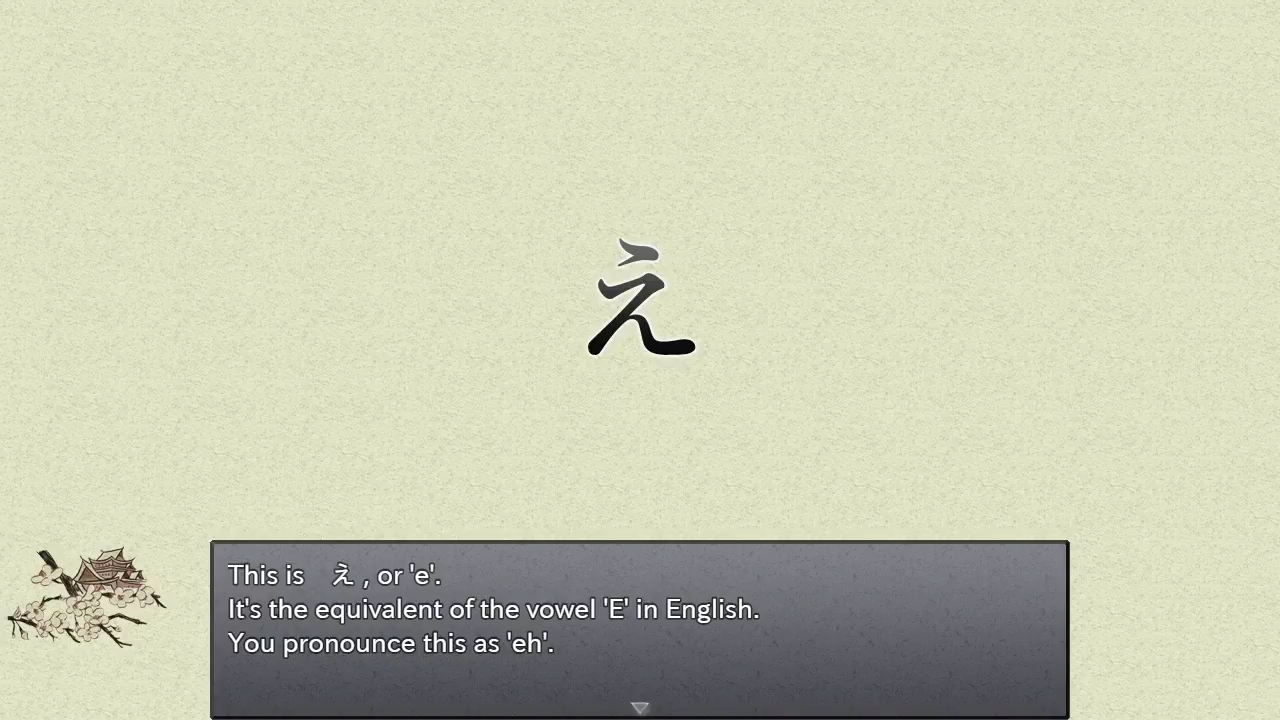 え
This is え , or 'e'.
It's the equivalent of the vowel 'E' in English.
You pronounce this as 'eh'.